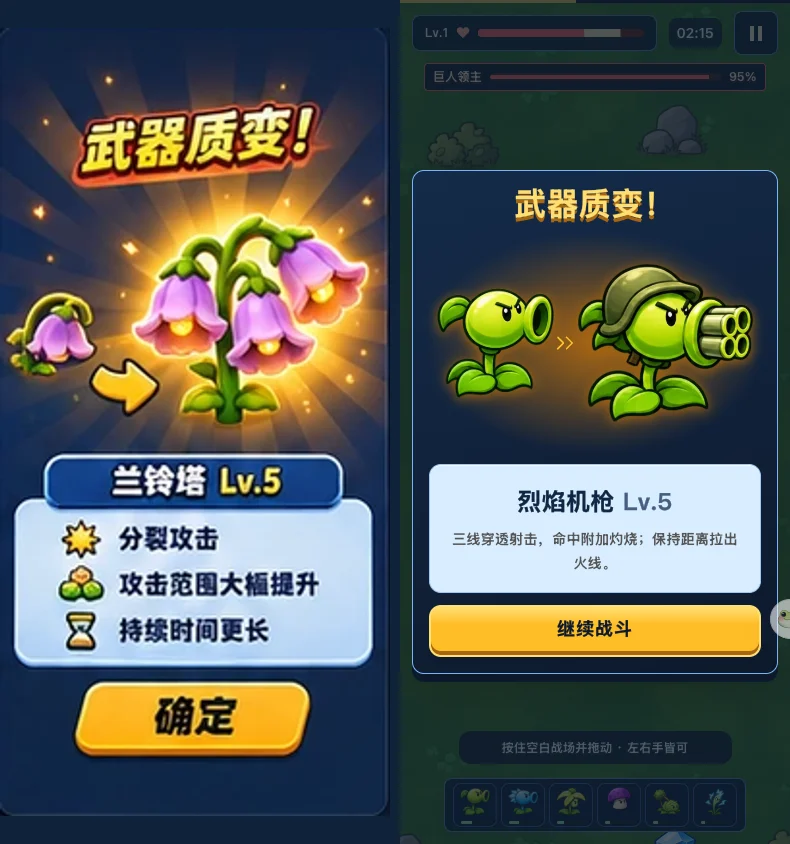 武器质变!
兰铃塔 Lv.5
分裂攻击
攻击范围大幅提升
持续时间更长
确定
Lv.1
02:15
巨人领主
95%
武器质变!
烈焰机枪 Lv.5
三线穿透射击，命中附加灼烧；保持距离拉出
火线。
继续战斗
按住空白战场并拖动 · 左右手皆可